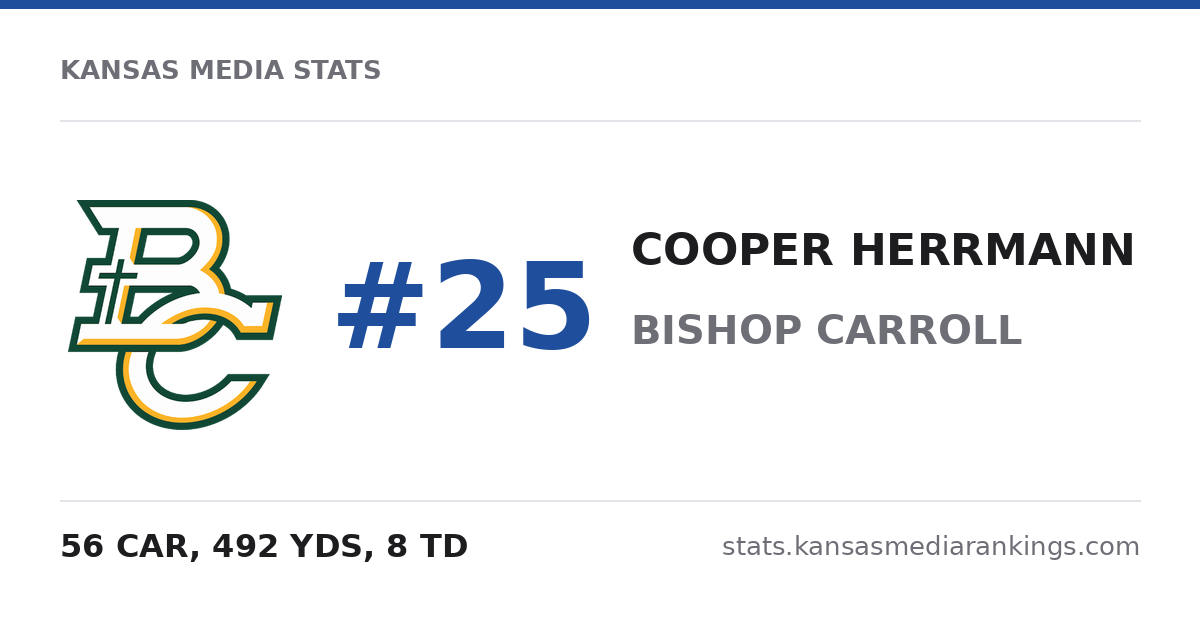 KANSAS MEDIA STATS
BC
#25
COOPER HERRMANN
BISHOP CARROLL
56 CAR, 492 YDS, 8 TD
stats.kansasmediarankings.com